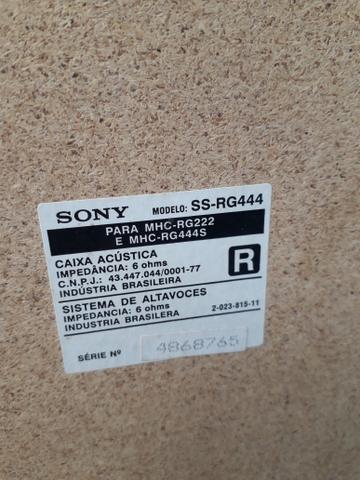 SONY MODELO: SS-RG444
PARA MHC-RG222
E MHC-RG444S
CAIXA ACÚSTICA
IMPEDÂNCIA: 6 ohms
C.N.P.J.: 43.447.044/0001-77
INDÚSTRIA BRASILEIRA
R
SISTEMA DE ALTAVOCES
IMPEDANCIA: 6 ohms
INDUSTRIA BRASILERA
2-023-815-11
SÉRIE Nº 4868765